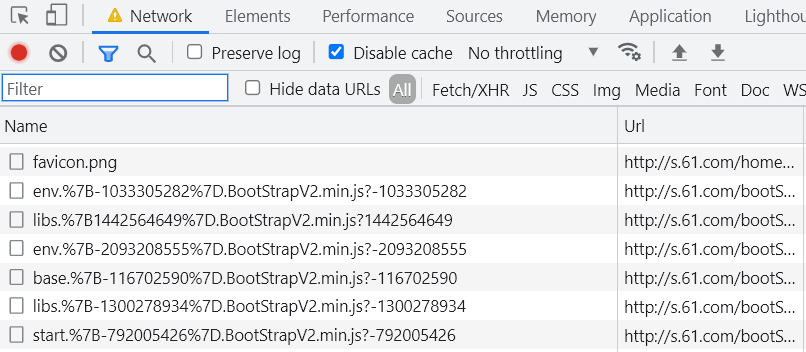 Network Elements Performance Sources Memory Application Lighthou
Preserve log Disable cache No throttling
Filter Hide data URLs All Fetch/XHR JS CSS Img Media Font Doc WS
Name Url
favicon.png http://s.61.com/home...
env.%7B-1033305282%7D.BootStrapV2.min.js?-1033305282 http://s.61.com/bootS...
libs.%7B1442564649%7D.BootStrapV2.min.js?1442564649 http://s.61.com/bootS...
env.%7B-2093208555%7D.BootStrapV2.min.js?-2093208555 http://s.61.com/bootS...
base.%7B-116702590%7D.BootStrapV2.min.js?-116702590 http://s.61.com/bootS...
libs.%7B-1300278934%7D.BootStrapV2.min.js?-1300278934 http://s.61.com/bootS...
start.%7B-792005426%7D.BootStrapV2.min.js?-792005426 http://s.61.com/bootS...